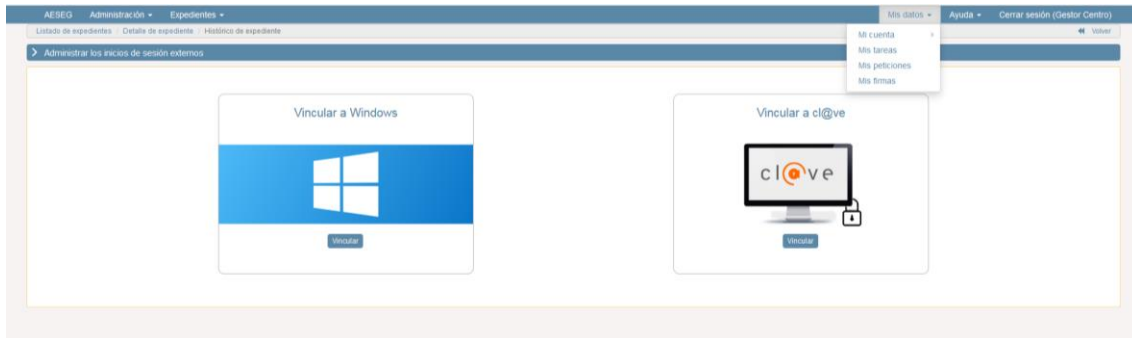 AESEG Administración Expedientes Mis datos Ayuda Cerrar sesión (Gestor Centro)
Listado de expedientes / Detalle de expediente / Histórico de expediente Volver
Mi cuenta
Mis tareas
Mis peticiones
Mis firmas
Administrar los inicios de sesión externos
Vincular a Windows
Vincular
Vincular a cl@ve
cl@ve
Vincular